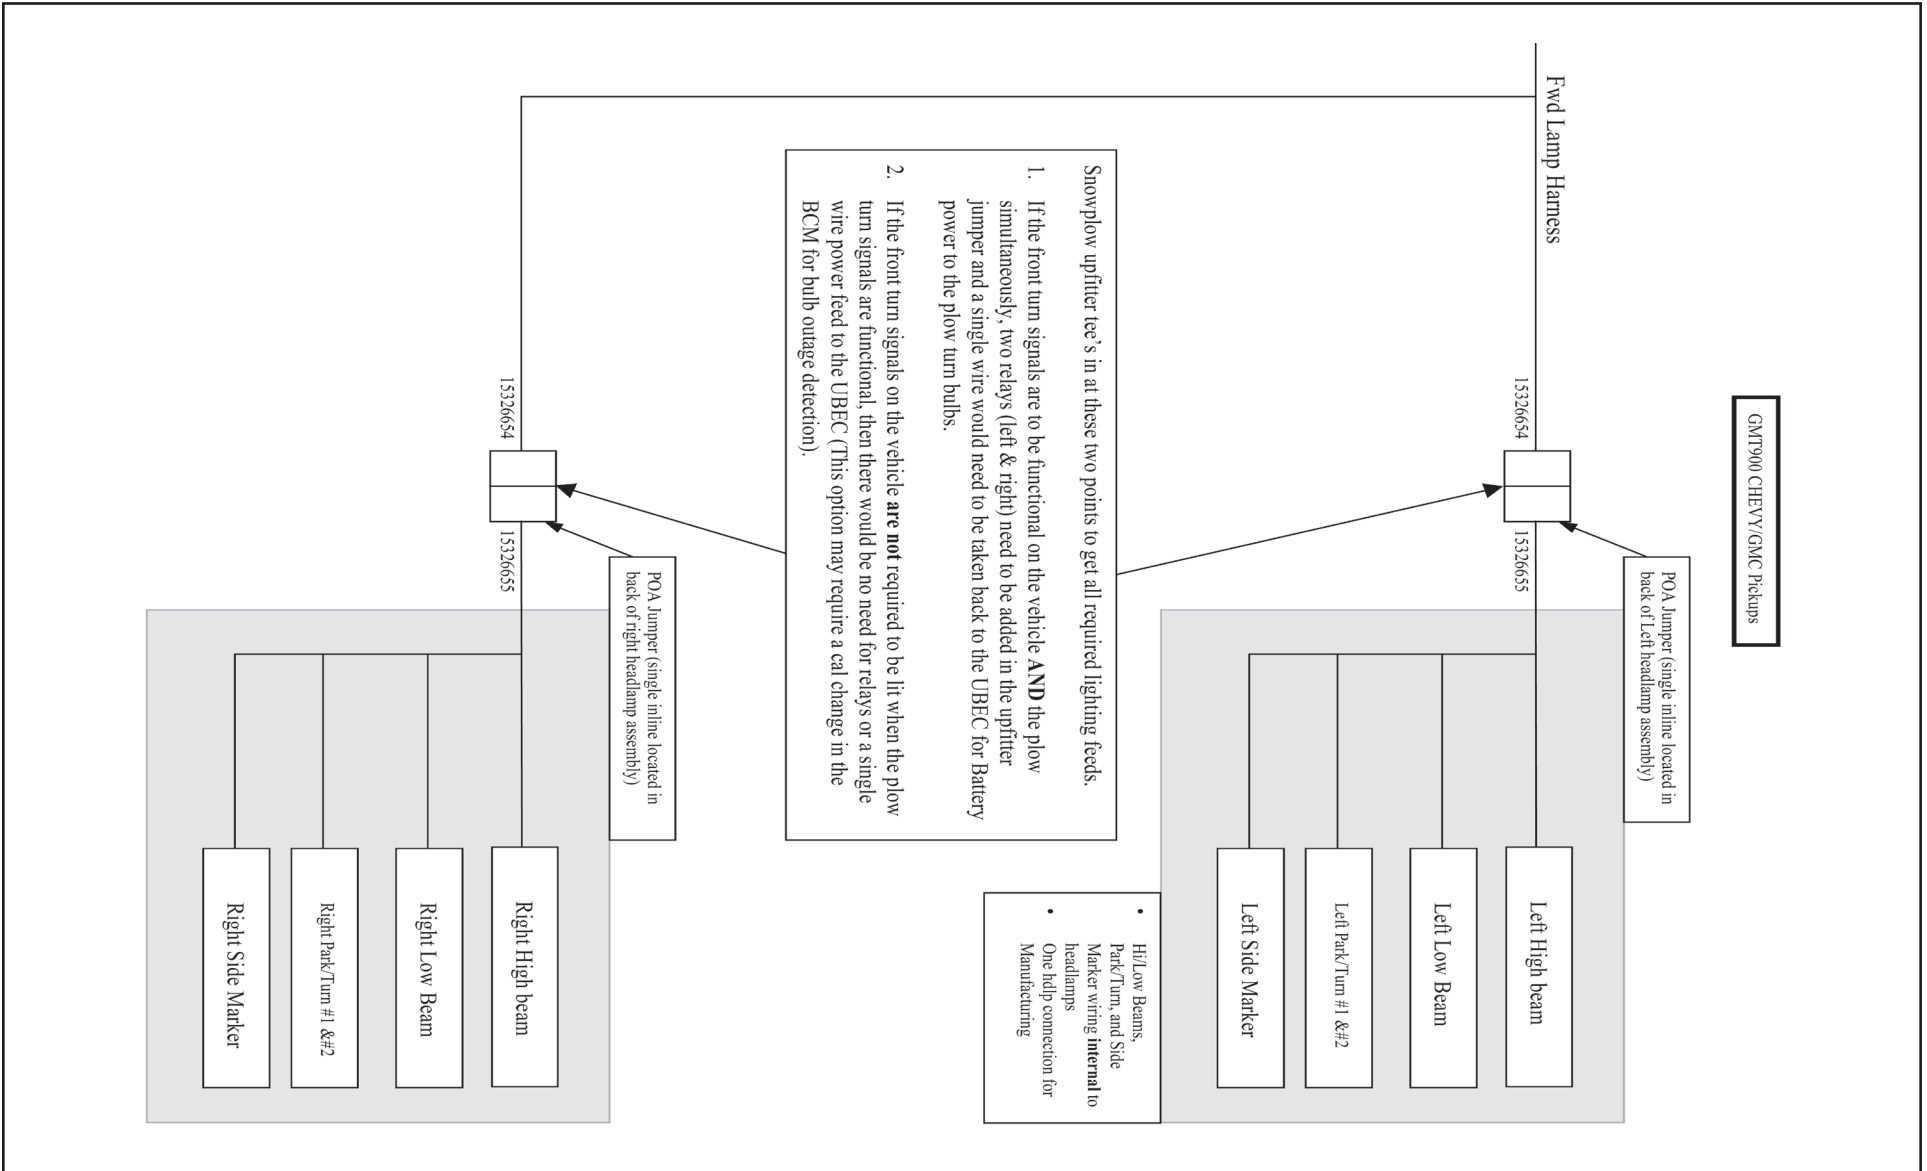 GMT900 CHEVY/GMC Pickups
Fwd Lamp Harness
15326654
15326655
POA Jumper (single inline located in
back of Left headlamp assembly)
Left High beam
Left Low Beam
Left Park/Turn #1 &#2
Left Side Marker
• Hi/Low Beams,
Park/Turn, and Side
Marker wiring internal to
headlamps
• One hdlp connection for
Manufacturing
Snowplow upfitter tee’s in at these two points to get all required lighting feeds.
1. If the front turn signals are to be functional on the vehicle AND the plow
simultaneously, two relays (left & right) need to be added in the upfitter
jumper and a single wire would need to be taken back to the UBEC for Battery
power to the plow turn bulbs.
2. If the front turn signals on the vehicle are not required to be lit when the plow
turn signals are functional, then there would be no need for relays or a single
wire power feed to the UBEC (This option may require a cal change in the
BCM for bulb outage detection).
15326654
15326655
POA Jumper (single inline located in
back of right headlamp assembly)
Right High beam
Right Low Beam
Right Park/Turn #1 &#2
Right Side Marker